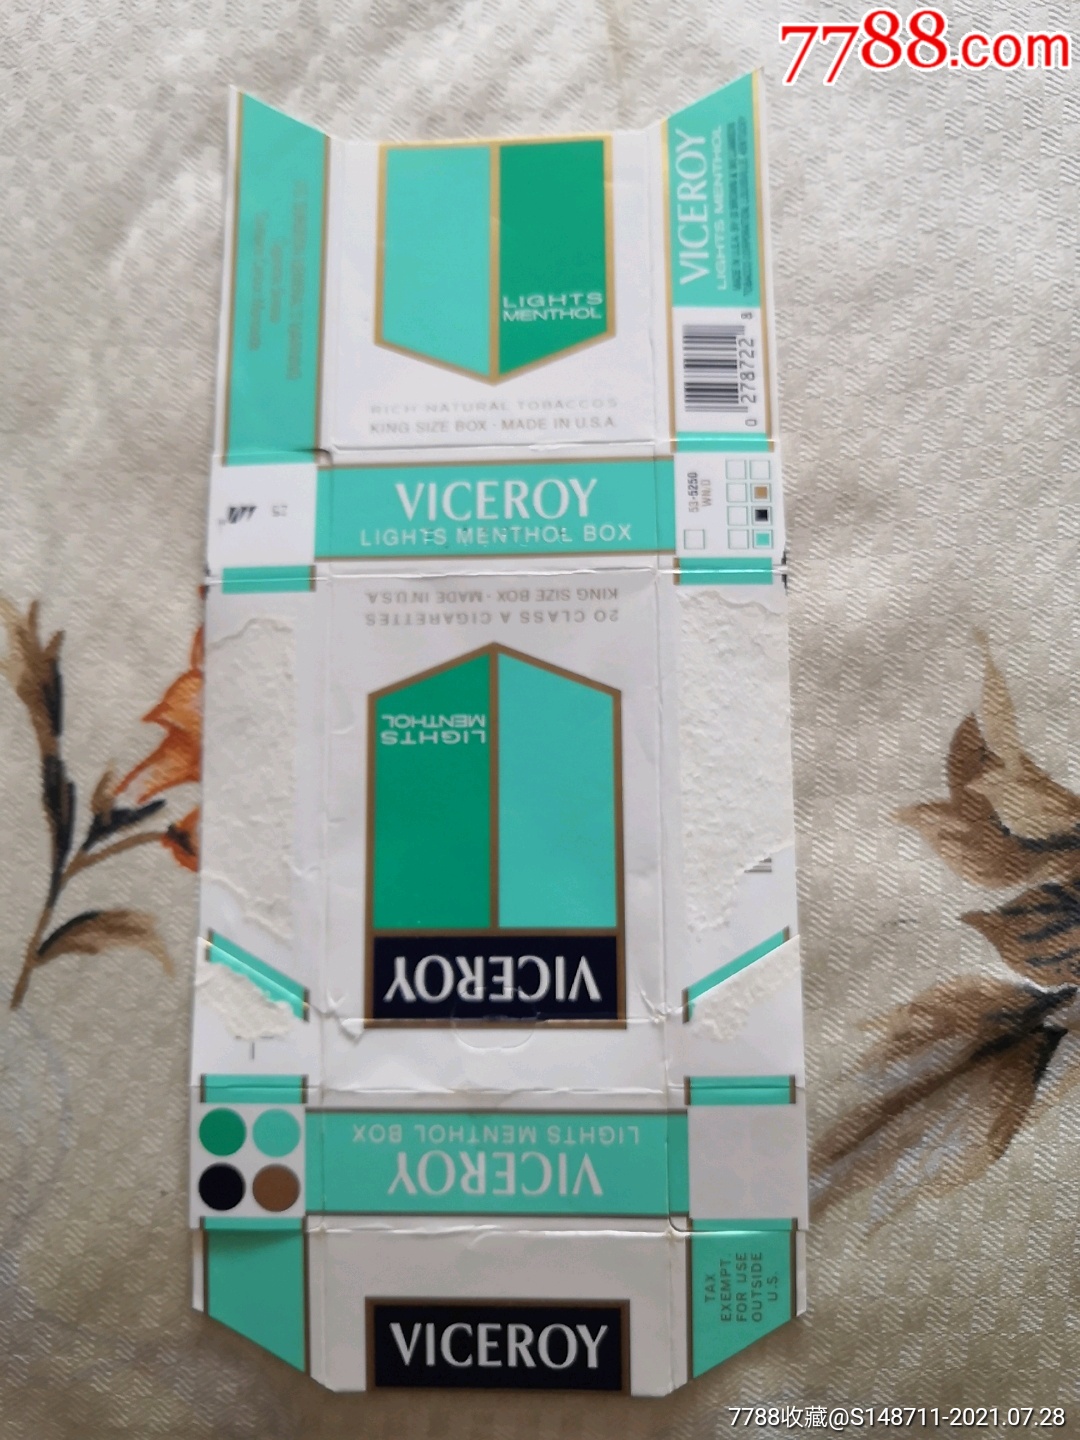 7788.com
VICEROY
LIGHTS MENTHOL
LIGHTS
MENTHOL
0 278722 8
RICH NATURAL TOBACCOS
KING SIZE BOX · MADE IN U.S.A.
VICEROY
LIGHTS MENTHOL BOX
53-5250
KING SIZE BOX · MADE IN U.S.A.
20 CLASS A CIGARETTES
LIGHTS
MENTHOL
VICEROY
LIGHTS MENTHOL BOX
VICEROY
TAX
EXEMPT.
FOR USE
OUTSIDE
U.S.
VICEROY
7788收藏@S148711-2021.07.28